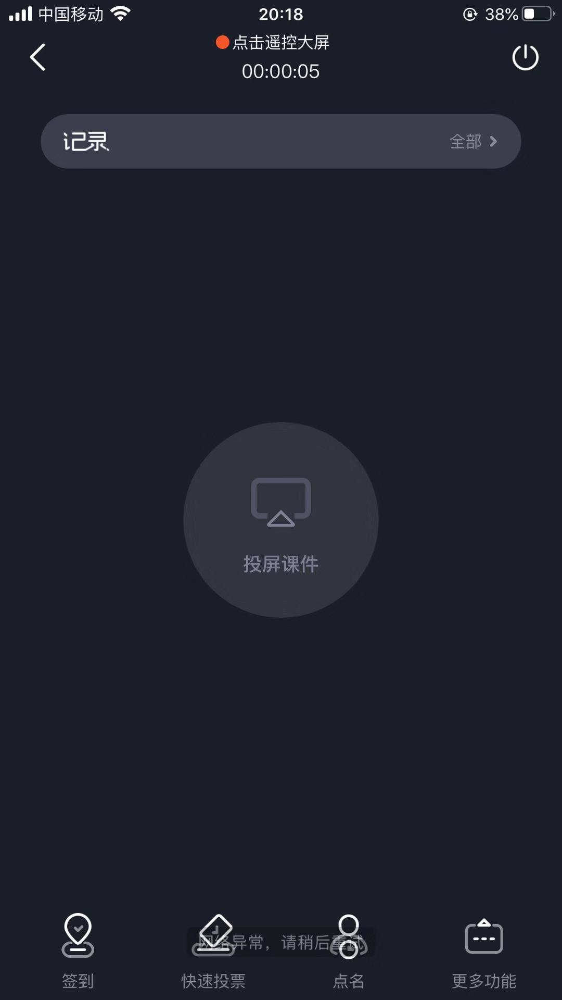 中国移动 20:18 38%
点击遥控大屏
00:00:05
记录 全部
投屏课件
网络异常，请稍后重试
签到 快速投票 点名 更多功能